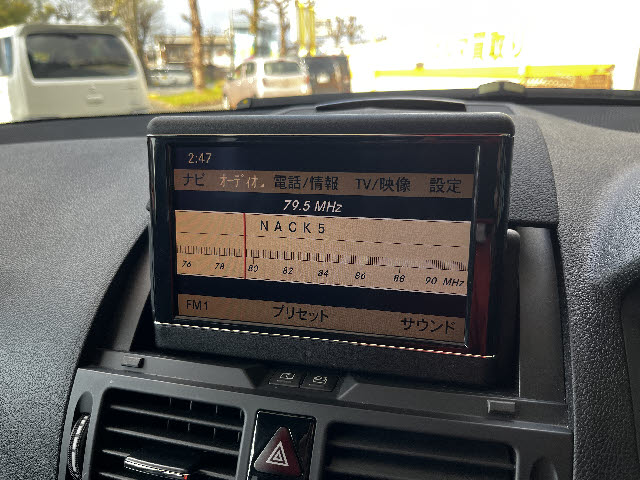 2:47
ナビ オーディオ 電話/情報 TV/映像 設定
79.5 MHz
NACK5
76 78 80 82 84 86 88 90 MHz
FM1 プリセット サウンド